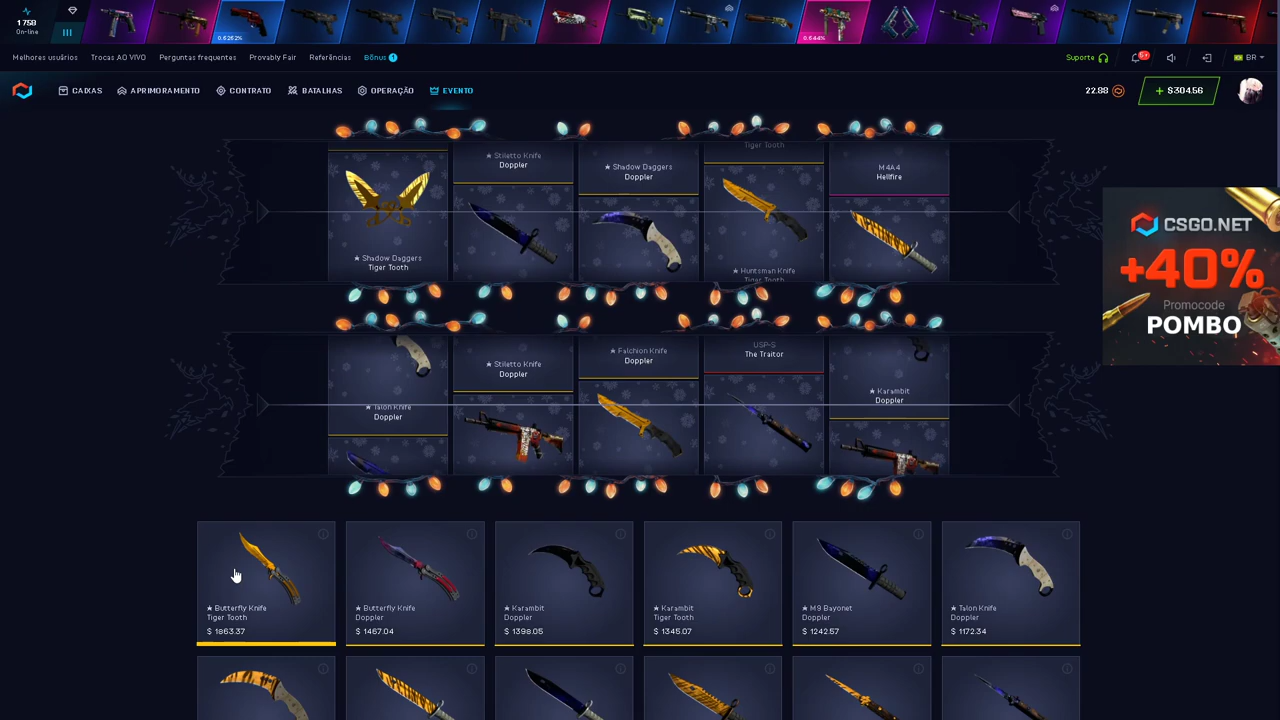 1 758
On-line
0.5252%
0.544%
Melhores usuários
Trocas AO VIVO
Perguntas frequentes
Provably Fair
Referências
Bônus 1
Suporte
5+
BR
CAIXAS
APRIMORAMENTO
CONTRATO
BATALHAS
OPERAÇÃO
EVENTO
22.98
+ $304.56
★ Shadow Daggers
Tiger Tooth
★ Stiletto Knife
Doppler
★ Shadow Daggers
Doppler
Tiger Tooth
★ Huntsman Knife
Tiger Tooth
M4A4
Hellfire
CSGO.NET
+40%
Promocode
POMBO
★ Talon Knife
Doppler
★ Stiletto Knife
Doppler
★ Falchion Knife
Doppler
USP-S
The Traitor
★ Karambit
Doppler
★ Butterfly Knife
Tiger Tooth
$ 1863.37
★ Butterfly Knife
Doppler
$ 1467.04
★ Karambit
Doppler
$ 1398.05
★ Karambit
Tiger Tooth
$ 1345.07
★ M9 Bayonet
Doppler
$ 1242.57
★ Talon Knife
Doppler
$ 1172.34